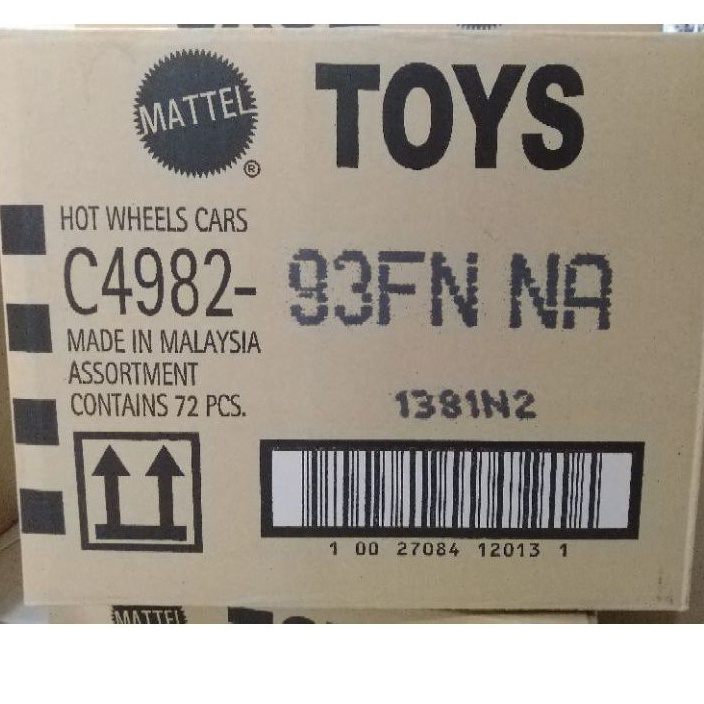 MATTEL®
TOYS
HOT WHEELS CARS
C4982- 93FN NA
MADE IN MALAYSIA
ASSORTMENT
CONTAINS 72 PCS.
1381N2
1 00 27084 12013 1
MATTEL